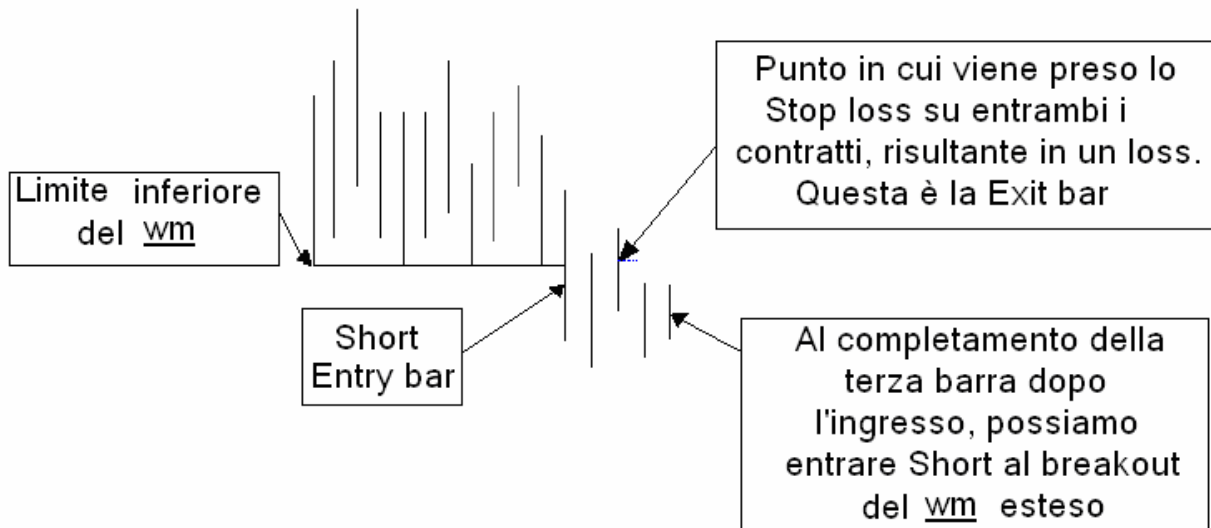 Limite inferiore
del wm
Short
Entry bar
Punto in cui viene preso lo
Stop loss su entrambi i
contratti, risultante in un loss.
Questa è la Exit bar
Al completamento della
terza barra dopo
l'ingresso, possiamo
entrare Short al breakout
del wm esteso